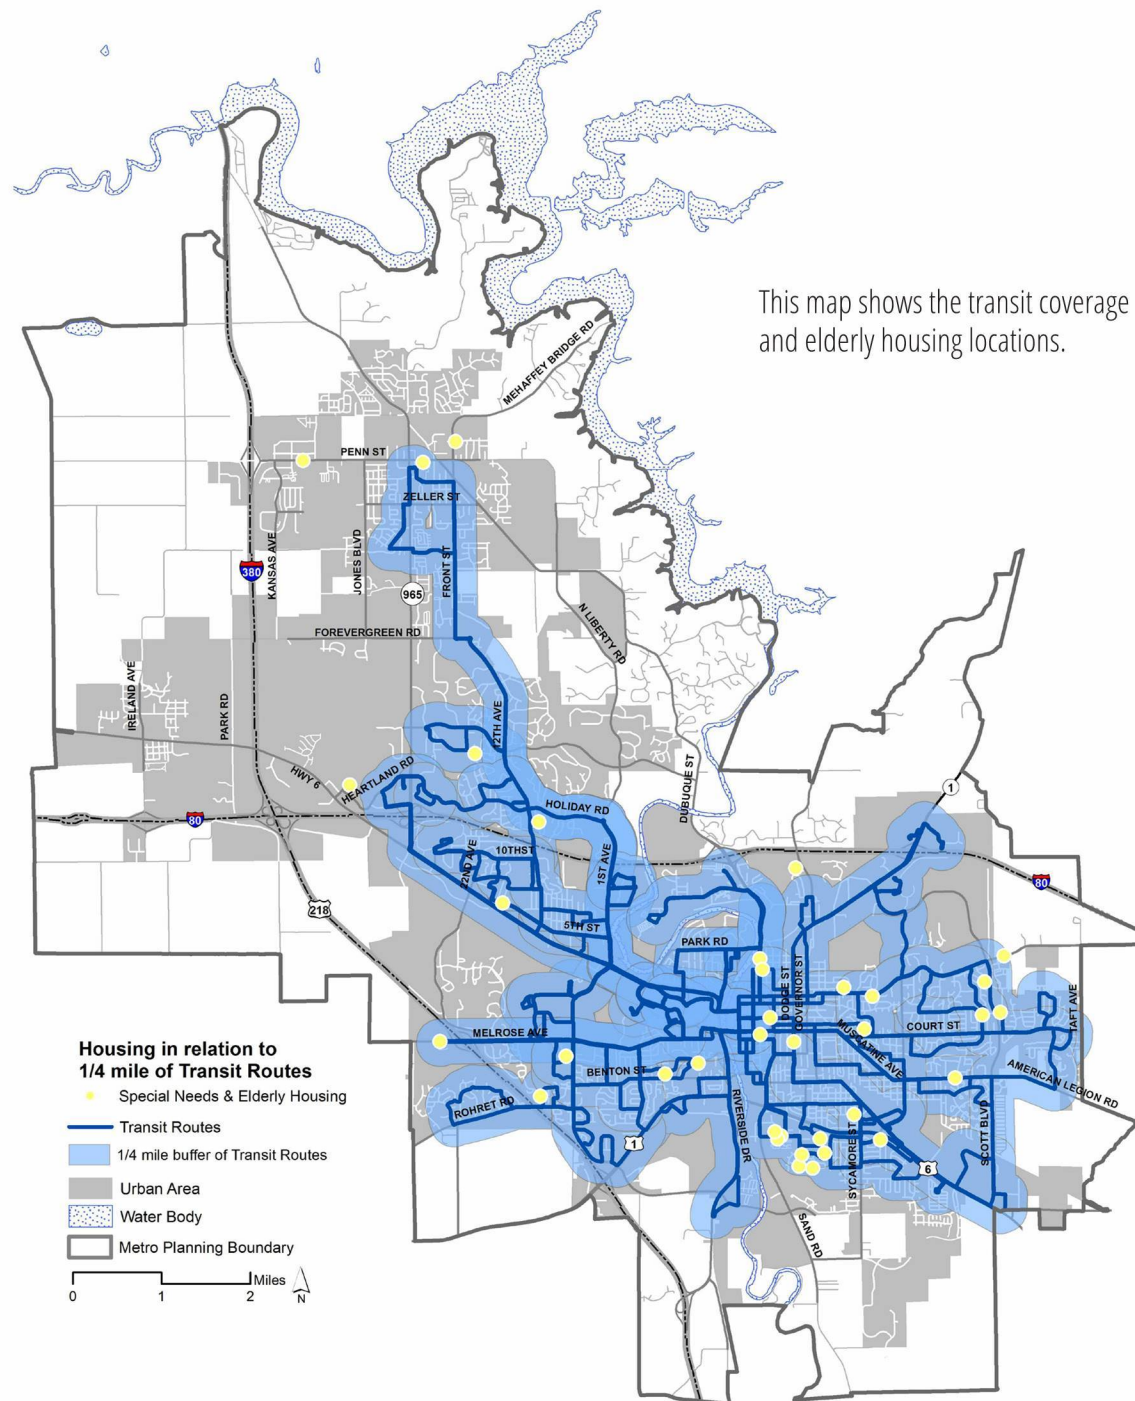 This map shows the transit coverage
and elderly housing locations.
MEHAFFEY BRIDGE RD
PENN ST
ZELLER ST
KANSAS AVE
JONES BLVD
FRONT ST
380
965
FOREVERGREEN RD
N LIBERTY RD
IRELAND AVE
PARK RD
12TH AVE
HWY 6
HEARTLAND RD
HOLIDAY RD
DUBUQUE ST
1
80
10TH ST
22ND AVE
1ST AVE
80
218
5TH ST
PARK RD
DODGE ST
GOVERNOR ST
TAFT AVE
MELROSE AVE
MUSCATINE AVE
COURT ST
BENTON ST
AMERICAN LEGION RD
ROHRET RD
RIVERSIDE DR
SCOTT BLVD
1
SYCAMORE ST
6
SAND RD
Housing in relation to
1/4 mile of Transit Routes
Special Needs & Elderly Housing
Transit Routes
1/4 mile buffer of Transit Routes
Urban Area
Water Body
Metro Planning Boundary
Miles
0 1 2
N